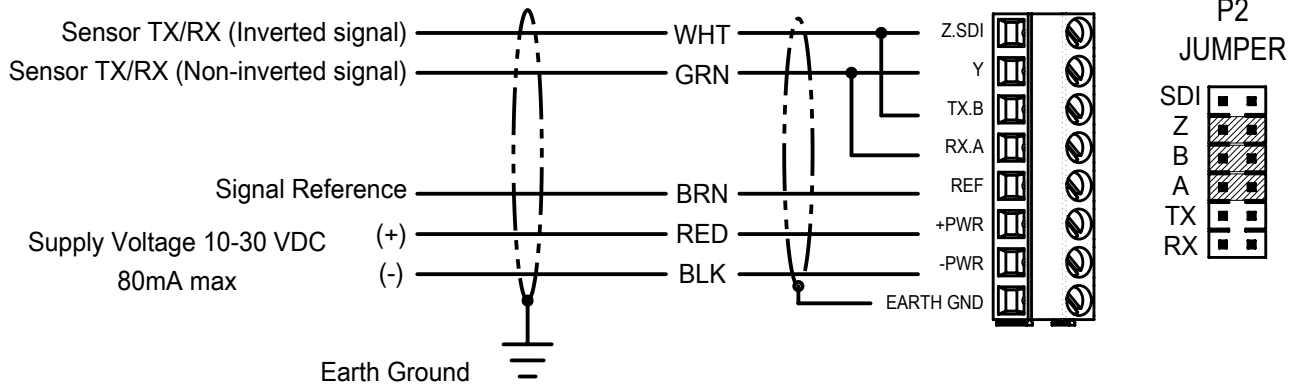 Sensor TX/RX (Inverted signal)
Sensor TX/RX (Non-inverted signal)
Signal Reference
Supply Voltage 10-30 VDC
80mA max
(+)
(-)
Earth Ground
WHT
GRN
BRN
RED
BLK
Z.SDI
Y
TX.B
RX.A
REF
+PWR
-PWR
EARTH GND
P2
JUMPER
SDI
Z
B
A
TX
RX